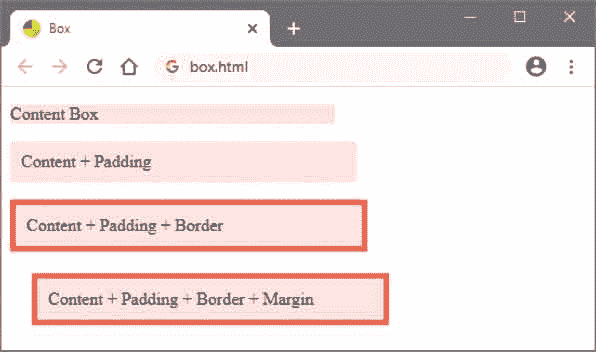 Box
box.html
Content Box
Content + Padding
Content + Padding + Border
Content + Padding + Border + Margin